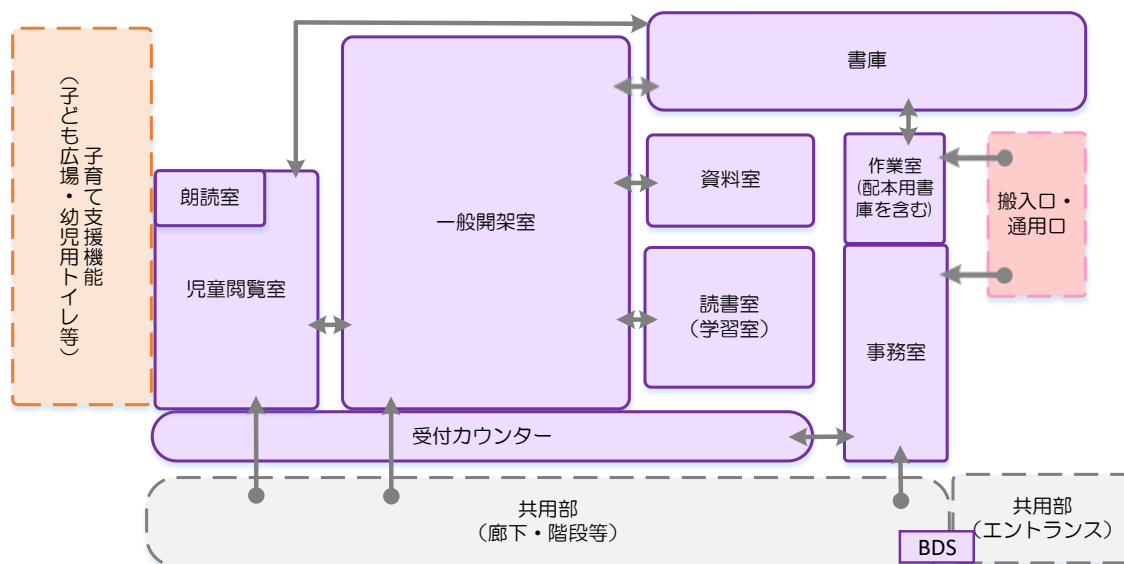 書庫
子育て支援機能
（子ども広場・幼児用トイレ等）
朗読室
児童閲覧室
一般開架室
資料室
読書室
（学習室）
作業室
(配本用書
庫を含む)
搬入口・
通用口
事務室
受付カウンター
共用部
（廊下・階段等）
共用部
（エントランス）
BDS